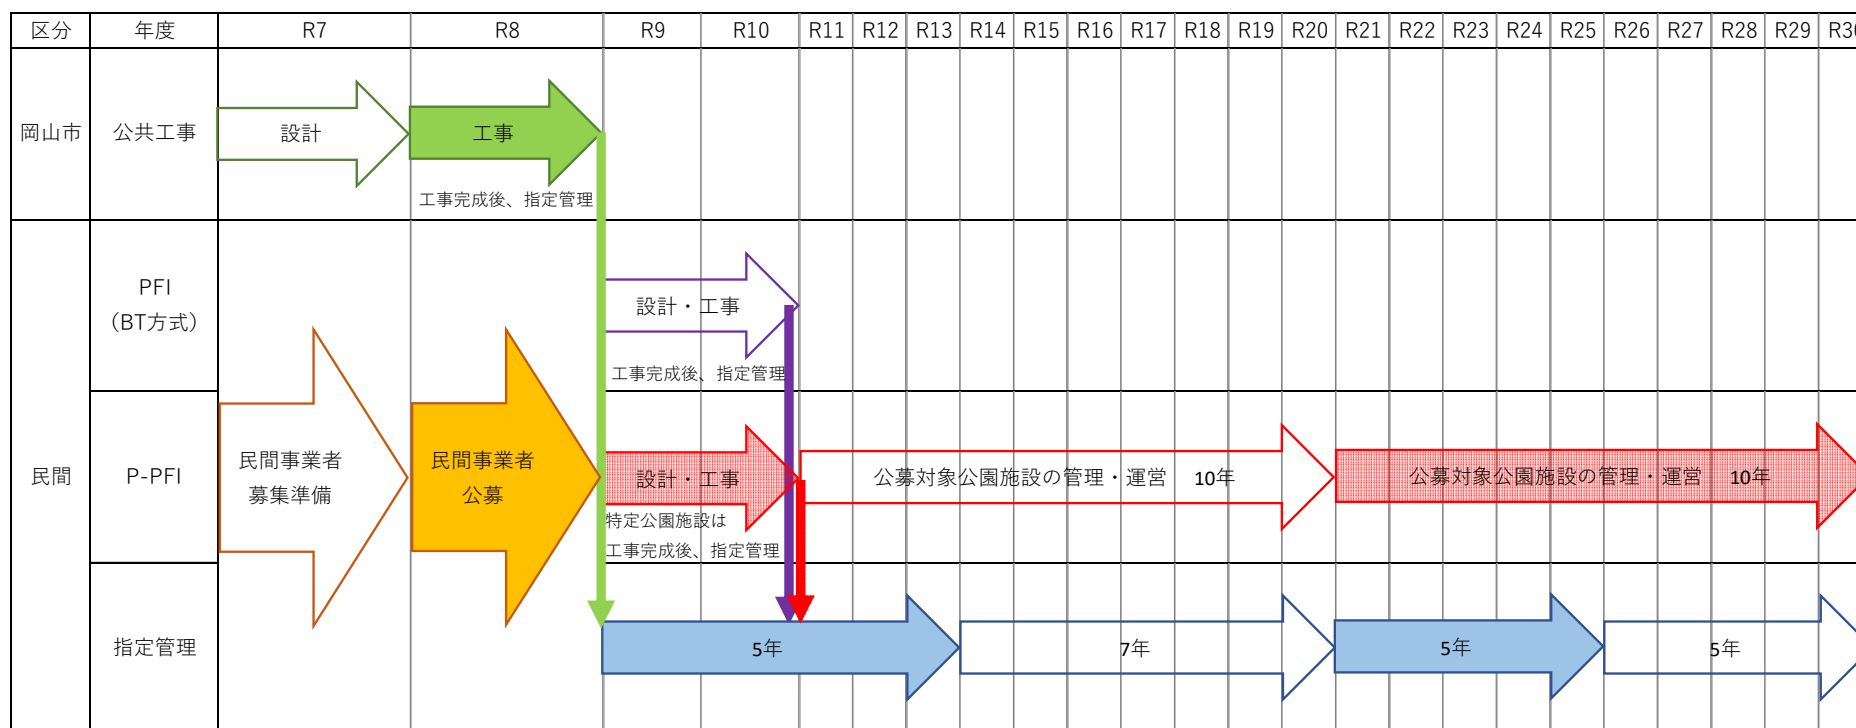 区分 年度 R7 R8 R9 R10 R11 R12 R13 R14 R15 R16 R17 R18 R19 R20 R21 R22 R23 R24 R25 R26 R27 R28 R29 R30
岡山市 公共工事 設計 工事
工事完成後、指定管理
民間
PFI
（BT方式）
設計・工事
工事完成後、指定管理
P-PFI
民間事業者
募集準備
民間事業者
公募
設計・工事
特定公園施設は
工事完成後、指定管理
公募対象公園施設の管理・運営 10年
公募対象公園施設の管理・運営 10年
指定管理 5年 7年 5年 5年